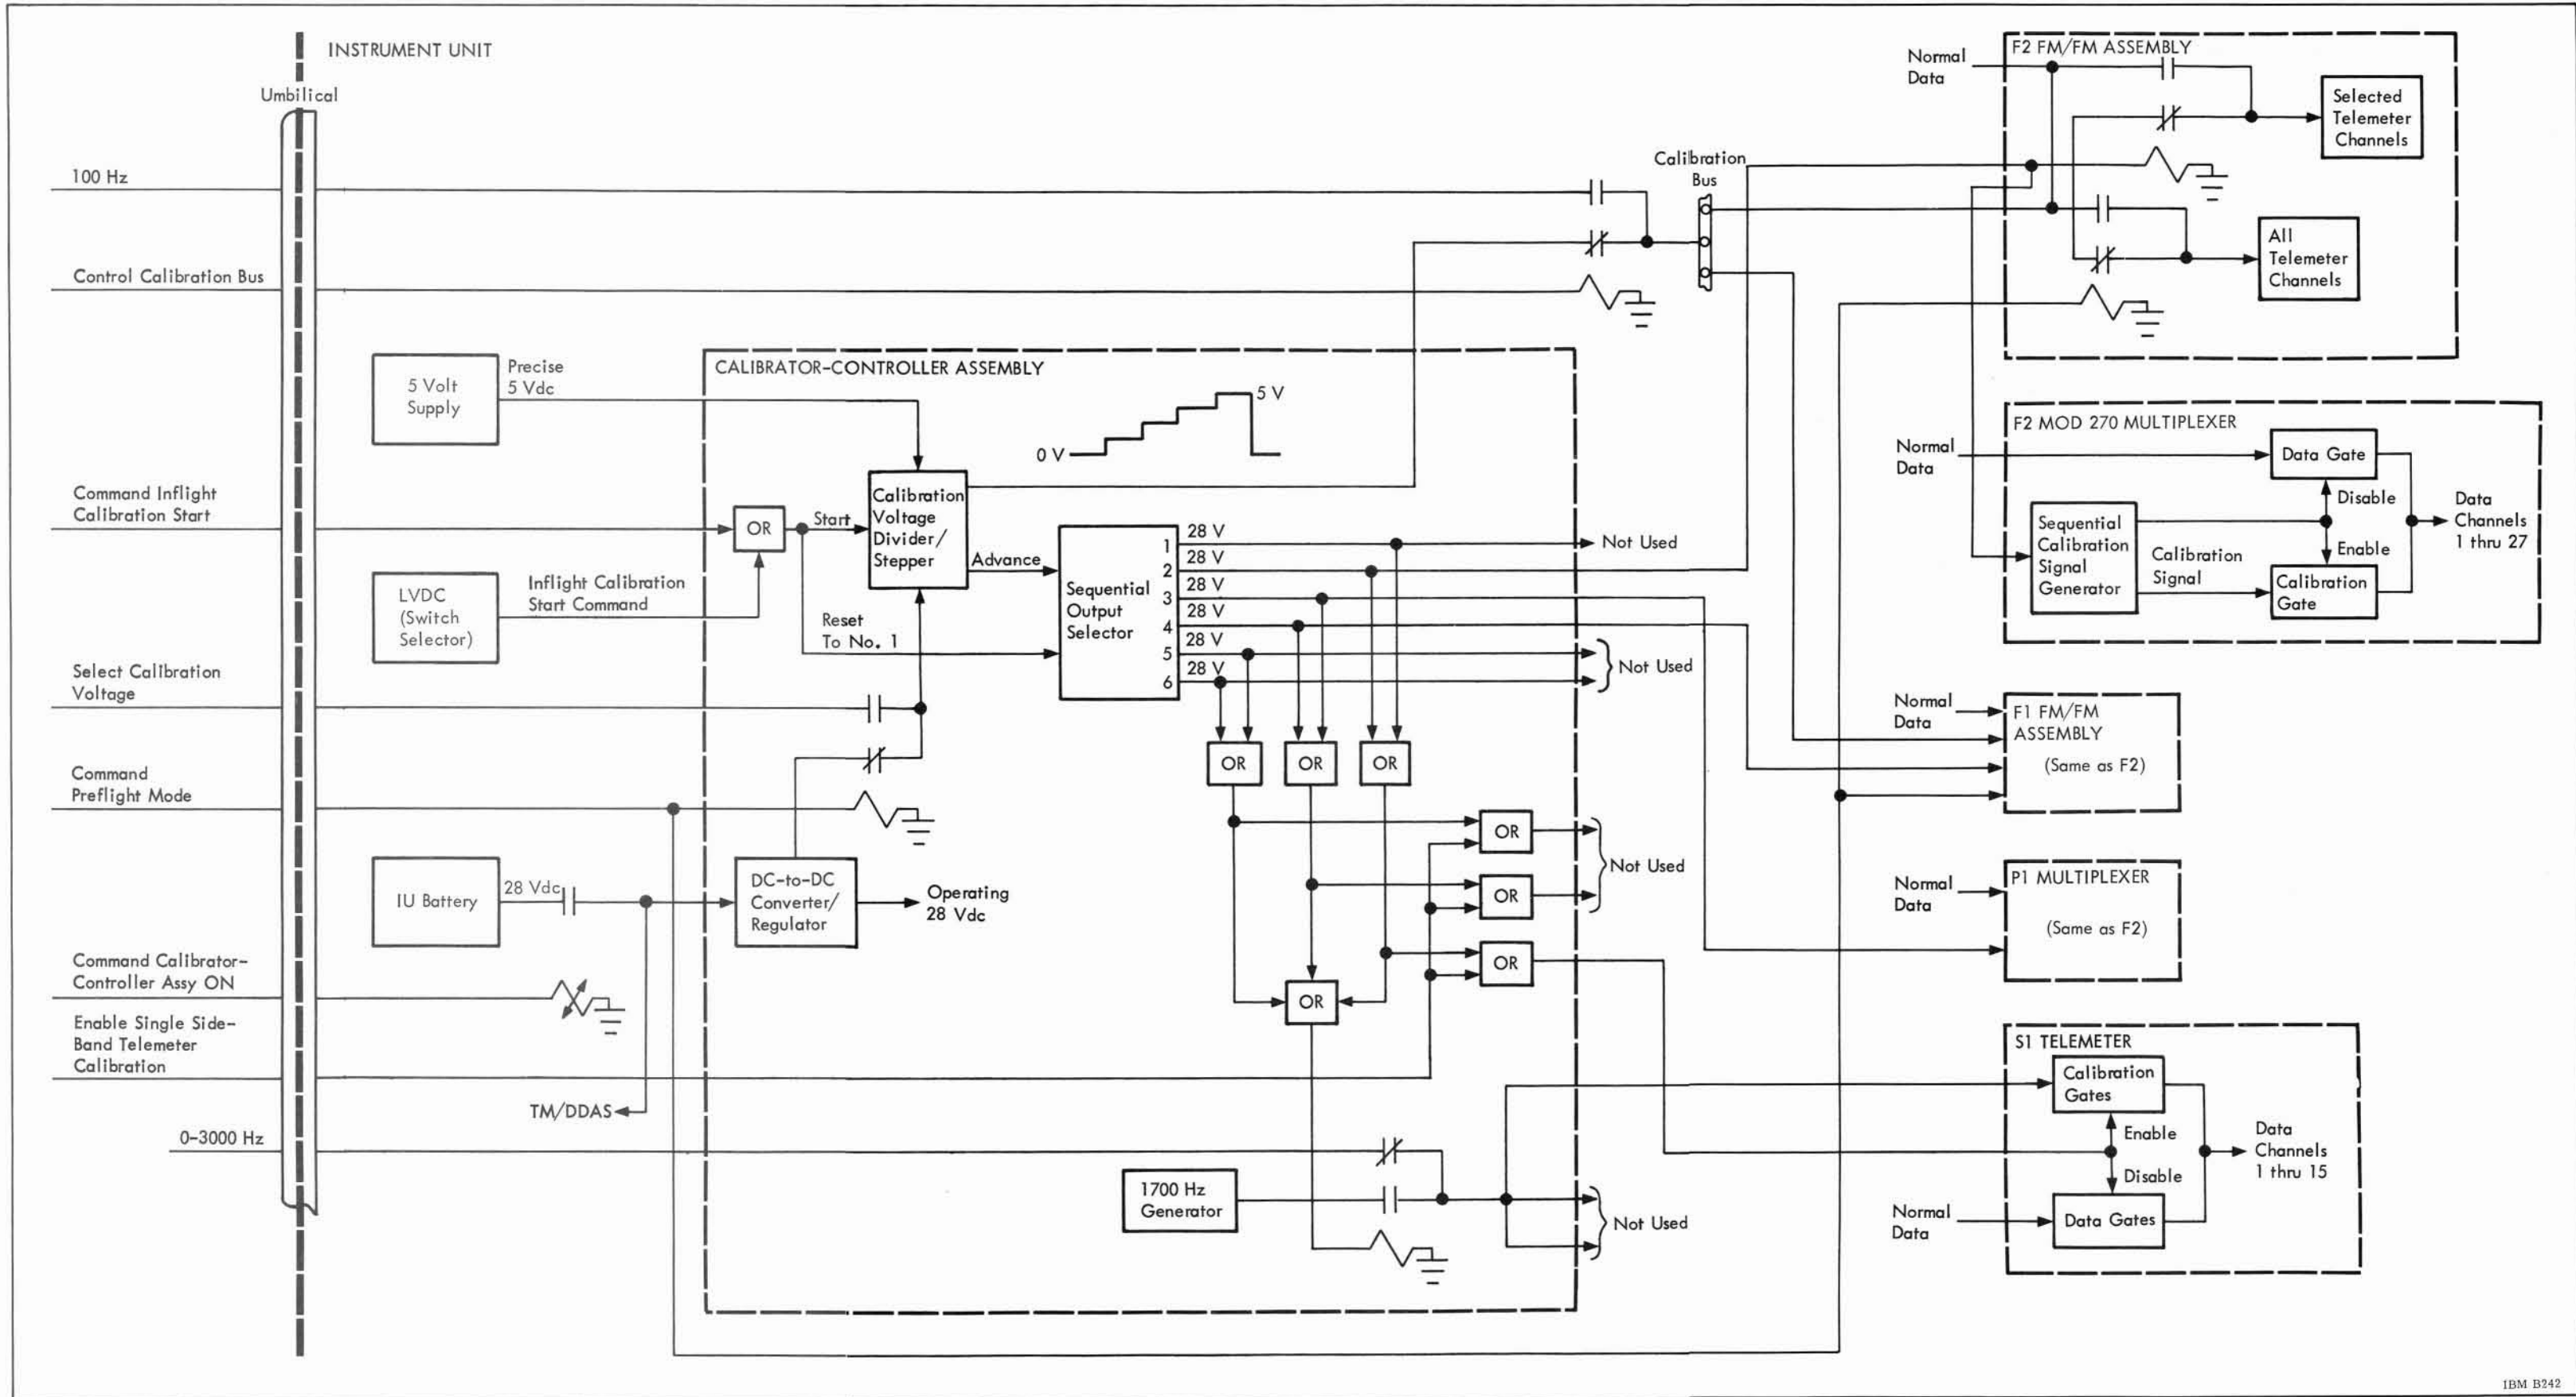 INSTRUMENT UNIT
Umbilical
100 Hz
Control Calibration Bus
Command Inflight
Calibration Start
Select Calibration
Voltage
Command
Preflight Mode
Command Calibrator-
Controller Assy ON
Enable Single Side-
Band Telemeter
Calibration
0-3000 Hz
5 Volt
Supply
Precise
5 Vdc
LVDC
(Switch
Selector)
Inflight Calibration
Start Command
IU Battery
28 Vdc
TM/DDAS
CALIBRATOR-CONTROLLER ASSEMBLY
0 V
5 V
OR
Start
Calibration
Voltage
Divider/
Stepper
Advance
Reset
To No. 1
Sequential
Output
Selector
1
2
3
4
5
6
28 V
28 V
28 V
28 V
28 V
28 V
Not Used
Not Used
OR
OR
OR
OR
OR
OR
OR
Not Used
DC-to-DC
Converter/
Regulator
Operating
28 Vdc
1700 Hz
Generator
Not Used
Calibration
Bus
Normal
Data
F2 FM/FM ASSEMBLY
Selected
Telemeter
Channels
All
Telemeter
Channels
F2 MOD 270 MULTIPLEXER
Normal
Data
Data Gate
Disable
Enable
Sequential
Calibration
Signal
Generator
Calibration
Signal
Calibration
Gate
Data
Channels
1 thru 27
Normal
Data
F1 FM/FM
ASSEMBLY
(Same as F2)
Normal
Data
P1 MULTIPLEXER
(Same as F2)
S1 TELEMETER
Calibration
Gates
Enable
Disable
Data
Channels
1 thru 15
Normal
Data
Data Gates
IBM B242